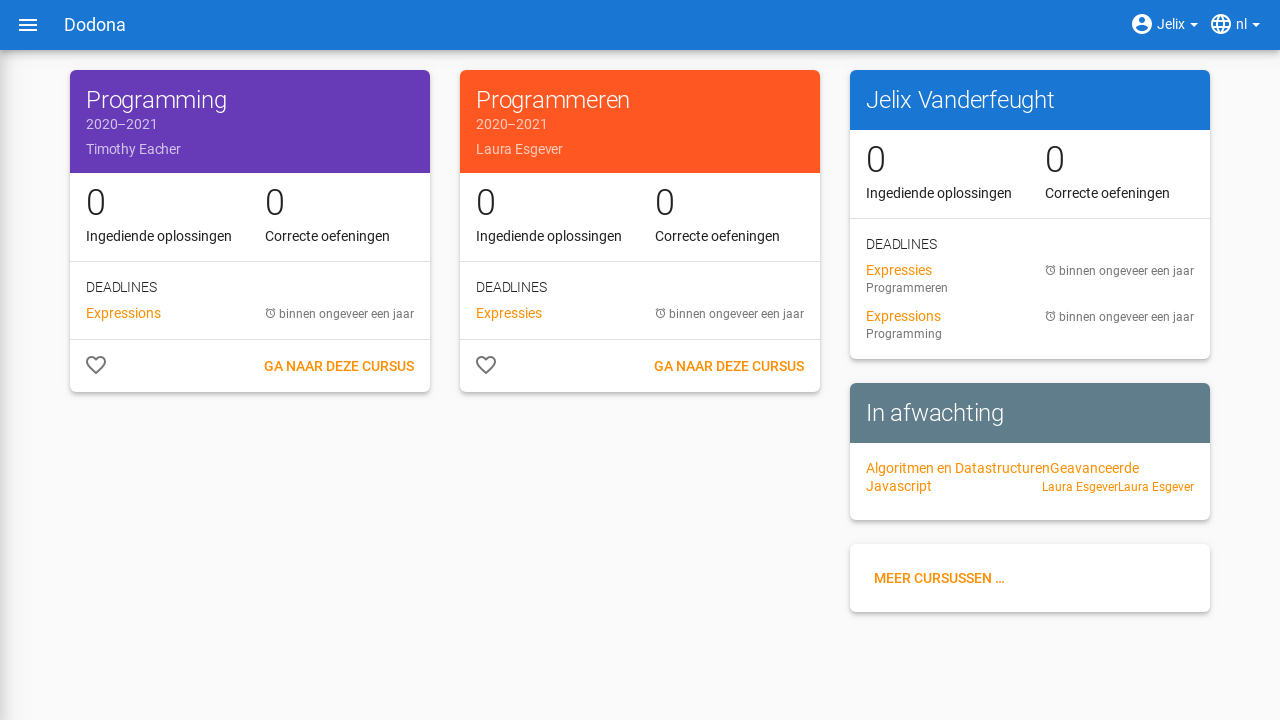 Dodona
Jelix
nl
Programming
2020–2021
Timothy Eacher
0
0
Ingediende oplossingen
Correcte oefeningen
DEADLINES
Expressions
binnen ongeveer een jaar
GA NAAR DEZE CURSUS
Programmeren
2020–2021
Laura Esgever
0
0
Ingediende oplossingen
Correcte oefeningen
DEADLINES
Expressies
binnen ongeveer een jaar
GA NAAR DEZE CURSUS
Jelix Vanderfeught
0
0
Ingediende oplossingen
Correcte oefeningen
DEADLINES
Expressies
binnen ongeveer een jaar
Programmeren
Expressions
binnen ongeveer een jaar
Programming
In afwachting
Algoritmen en DatastructurenGeavanceerde
Javascript
Laura EsgeverLaura Esgever
MEER CURSUSSEN ...